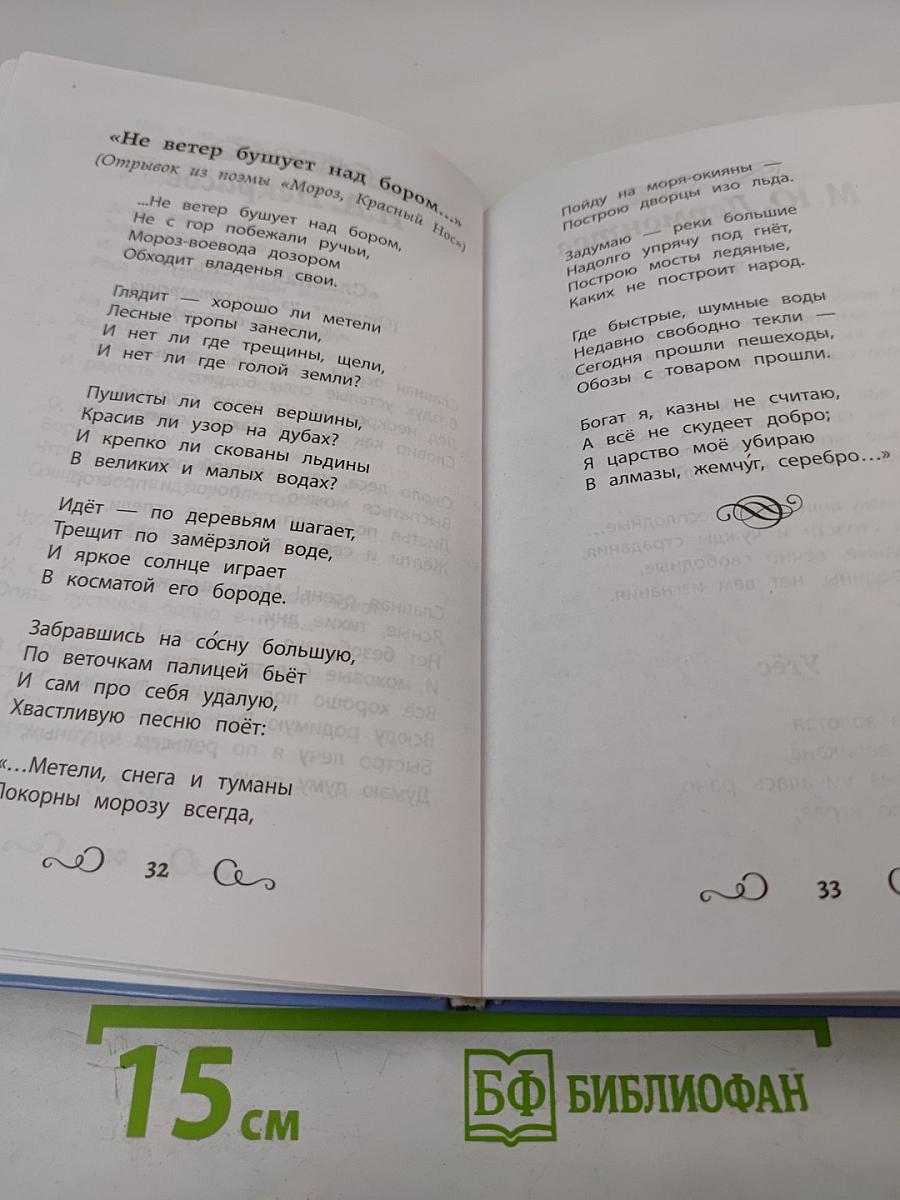 «Не ветер бушует над бором...»
(Отрывок из поэмы «Мороз, Красный Нос»)
...Не ветер бушует над бором,
Не с гор побежали ручьи,
Мороз-воевода дозором
Обходит владенья свои.
Глядит — хорошо ли метели
Лесные тропы занесли,
И нет ли где трещины, щели,
И нет ли где голой земли?
Пушисты ли сосен вершины,
Красив ли узор на дубах?
И крепко ли скованы льдины
В великих и малых водах?
Идёт — по деревьям шагает,
Трещит по замёрзлой воде,
И яркое солнце играет
В косматой его бороде.
Забравшись на со́сну большую,
По веточкам палицей бьёт
И сам про себя удалую,
Хвастливую песню поёт:
«...Метели, снега и туманы
Покорны морозу всегда,
32
Пойду на моря-окияны —
Построю дворцы изо льда.
Задумаю — реки большие
Надолго упрячу под гнёт,
Построю мосты ледяные,
Каких не построит народ.
Где быстрые, шумные воды
Недавно свободно текли —
Сегодня прошли пешеходы,
Обозы с товаром прошли.
Богат я, казны не считаю,
А всё не скудеет добро;
Я царство моё убираю
В алмазы, жемчу́г, серебро...»
33
15 см
БФ БИБЛИОФАН